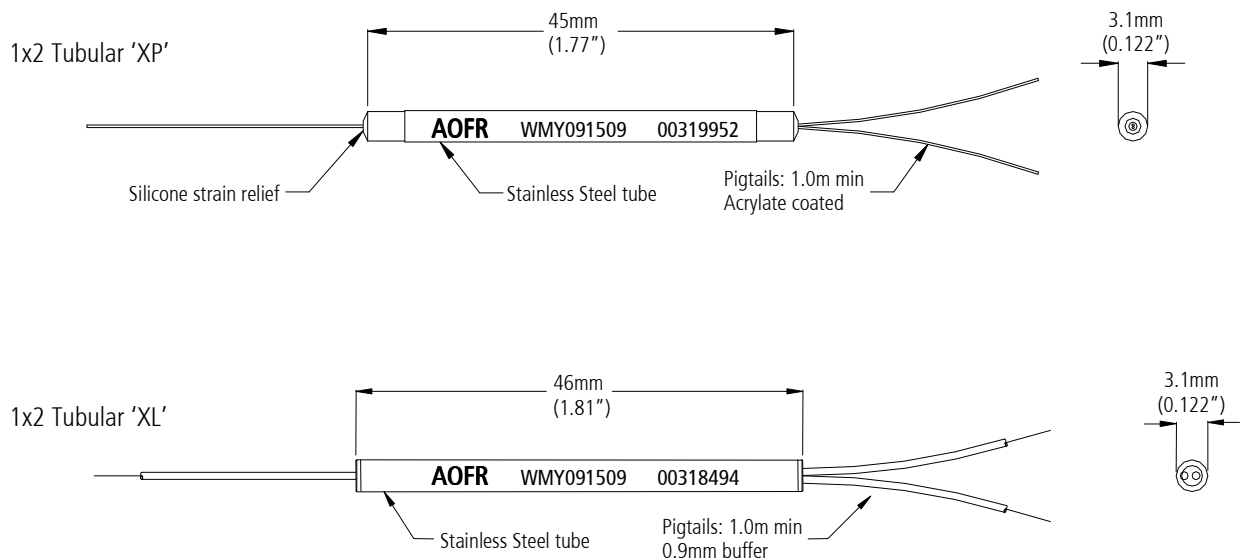 1x2 Tubular ‘XP’
45mm
(1.77”)
3.1mm
(0.122”)
AOFR WMY091509 00319952
Silicone strain relief
Stainless Steel tube
Pigtails: 1.0m min
Acrylate coated
1x2 Tubular ‘XL’
46mm
(1.81”)
3.1mm
(0.122”)
AOFR WMY091509 00318494
Stainless Steel tube
Pigtails: 1.0m min
0.9mm buffer